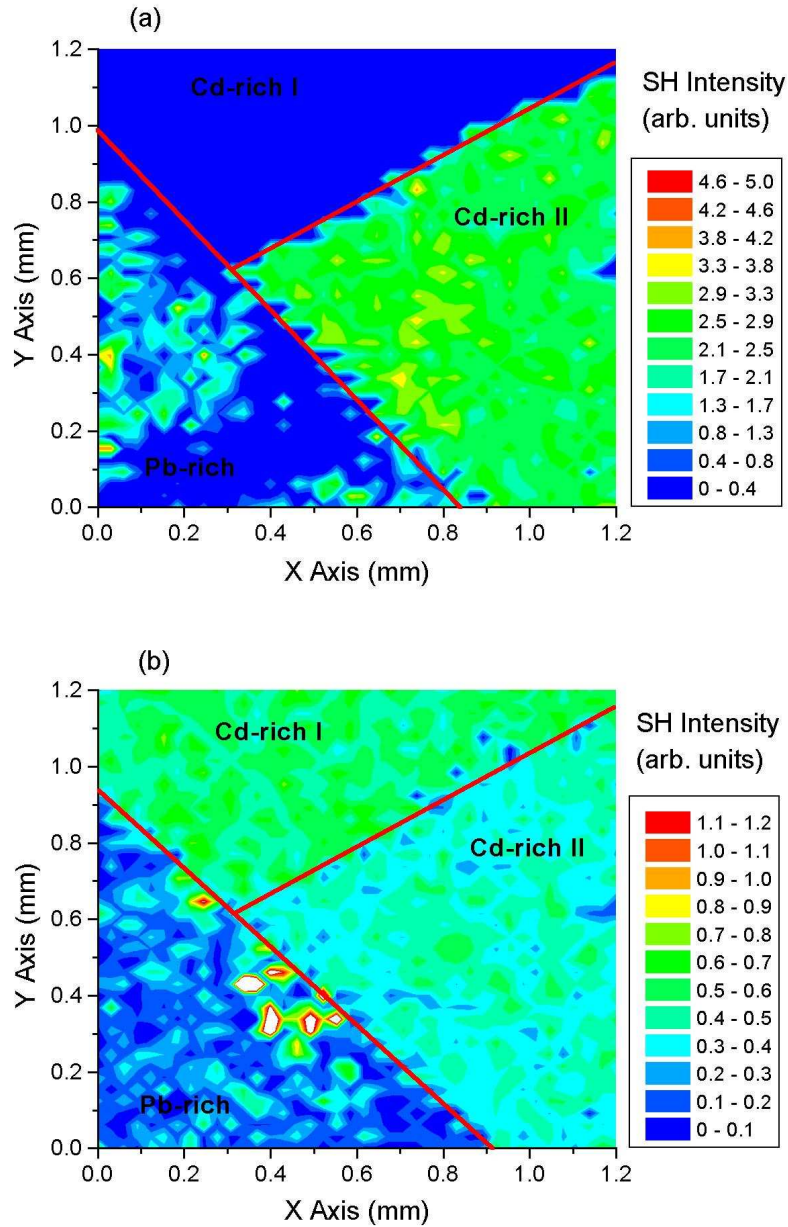 (a)
Cd-rich I
Cd-rich II
Pb-rich
1.2
1.0
0.8
0.6
0.4
0.2
0.0
Y Axis (mm)
0.0 0.2 0.4 0.6 0.8 1.0 1.2
X Axis (mm)
SH Intensity
(arb. units)
4.6 - 5.0
4.2 - 4.6
3.8 - 4.2
3.3 - 3.8
2.9 - 3.3
2.5 - 2.9
2.1 - 2.5
1.7 - 2.1
1.3 - 1.7
0.8 - 1.3
0.4 - 0.8
0 - 0.4
(b)
Cd-rich I
Cd-rich II
Pb-rich
1.2
1.0
0.8
0.6
0.4
0.2
0.0
Y Axis (mm)
0.0 0.2 0.4 0.6 0.8 1.0 1.2
X Axis (mm)
SH Intensity
(arb. units)
1.1 - 1.2
1.0 - 1.1
0.9 - 1.0
0.8 - 0.9
0.7 - 0.8
0.6 - 0.7
0.5 - 0.6
0.4 - 0.5
0.3 - 0.4
0.2 - 0.3
0.1 - 0.2
0 - 0.1